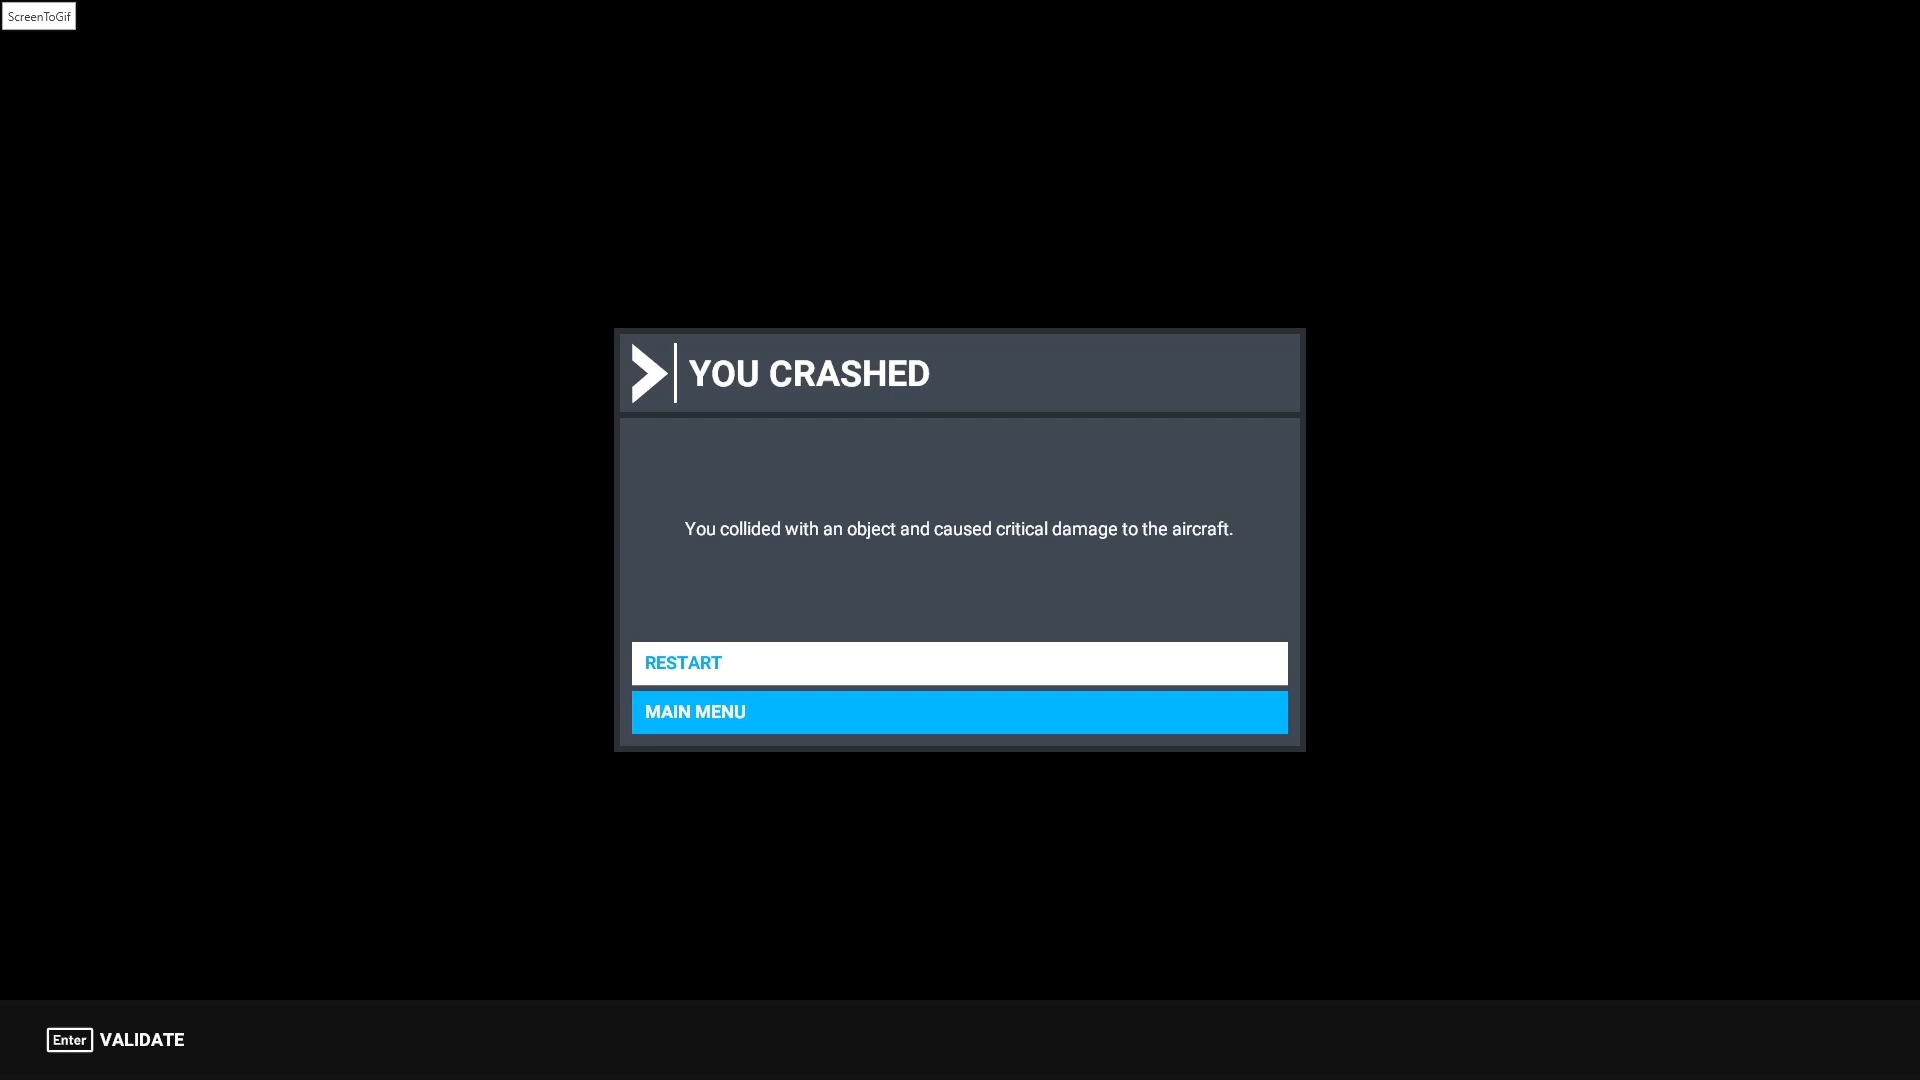 ScreenToGif
YOU CRASHED
You collided with an object and caused critical damage to the aircraft.
RESTART
MAIN MENU
Enter VALIDATE